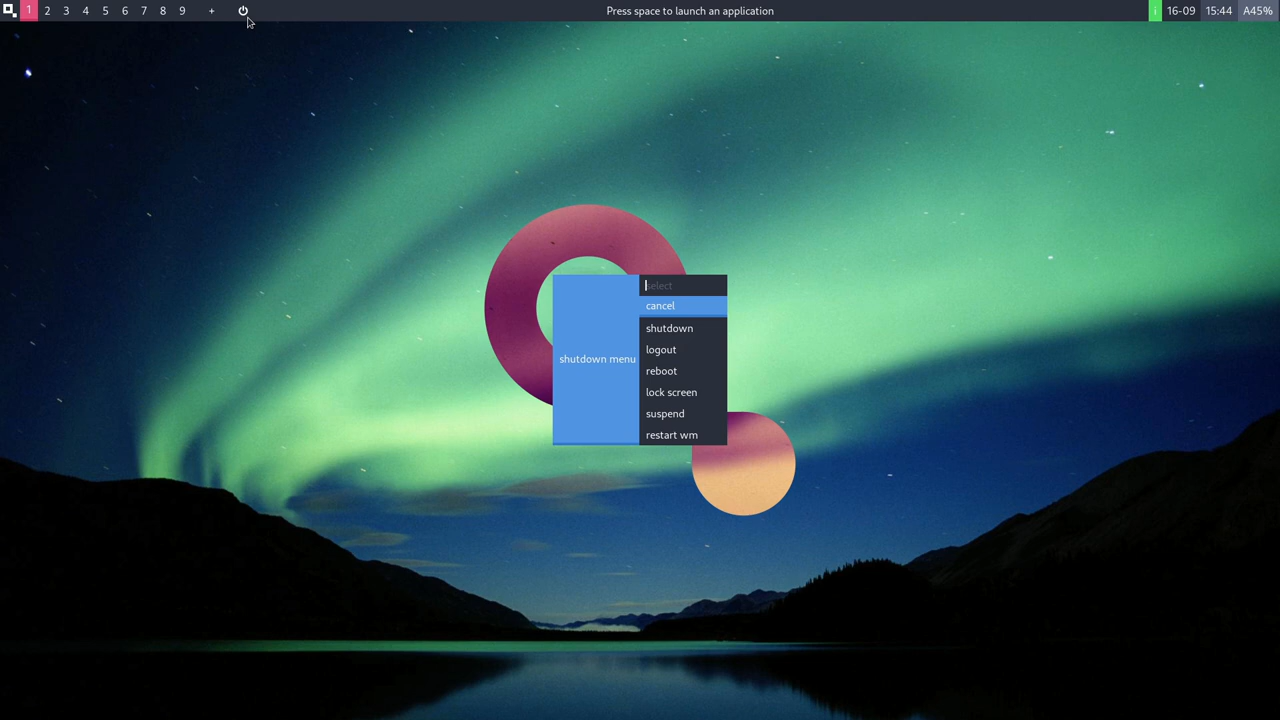 1 2 3 4 5 6 7 8 9 + Press space to launch an application i 16-09 15:44 A45%
select
cancel
shutdown
shutdown menu
logout
reboot
lock screen
suspend
restart wm